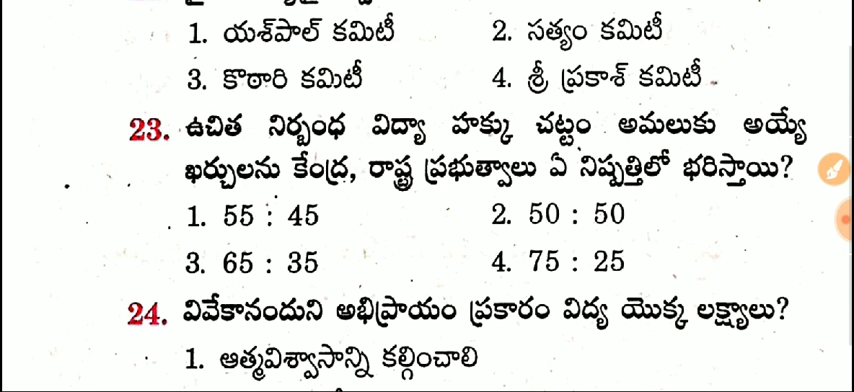 1. యశ్‌పాల్ కమిటీ 2. సత్యం కమిటీ
3. కొఠారి కమిటీ 4. శ్రీ ప్రకాశ్ కమిటీ
23. ఉచిత నిర్బంధ విద్యా హక్కు చట్టం అమలుకు అయ్యే
ఖర్చులను కేంద్ర, రాష్ట్ర ప్రభుత్వాలు ఏ నిష్పత్తిలో భరిస్తాయి?
1. 55 : 45 2. 50 : 50
3. 65 : 35 4. 75 : 25
24. వివేకానందుని అభిప్రాయం ప్రకారం విద్య యొక్క లక్ష్యాలు?
1. ఆత్మవిశ్వాసాన్ని కల్గించాలి